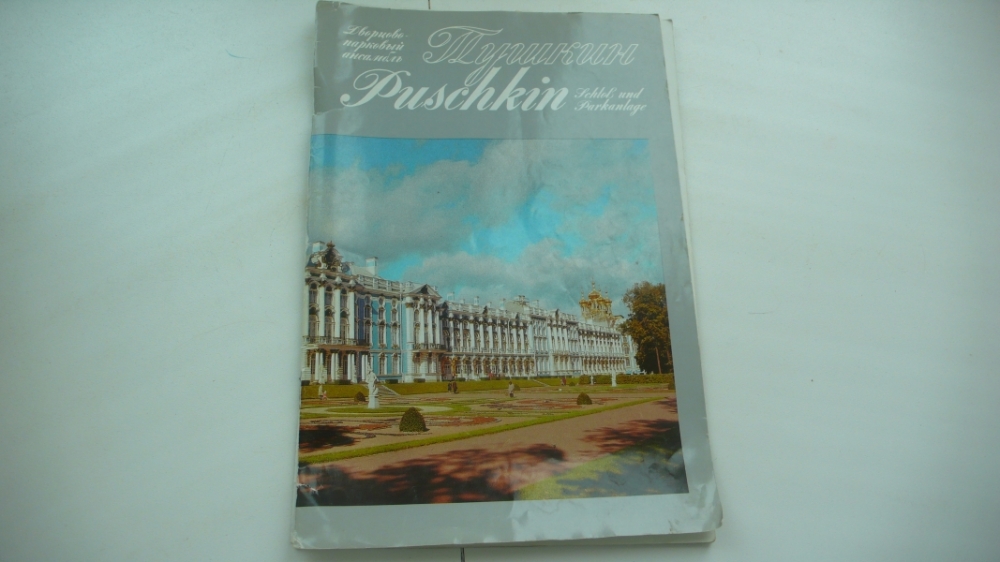 Дворцово-
парковый
ансамбль
Пушкин
Puschkin
Schloß- und
Parkanlage